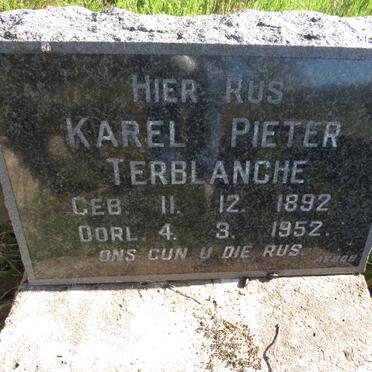 HIER RUS
KAREL PIETER
TERBLANCHE
GEB. 11. 12. 1892
OORL. 4. 3. 1952.
ONS GUN U DIE RUS